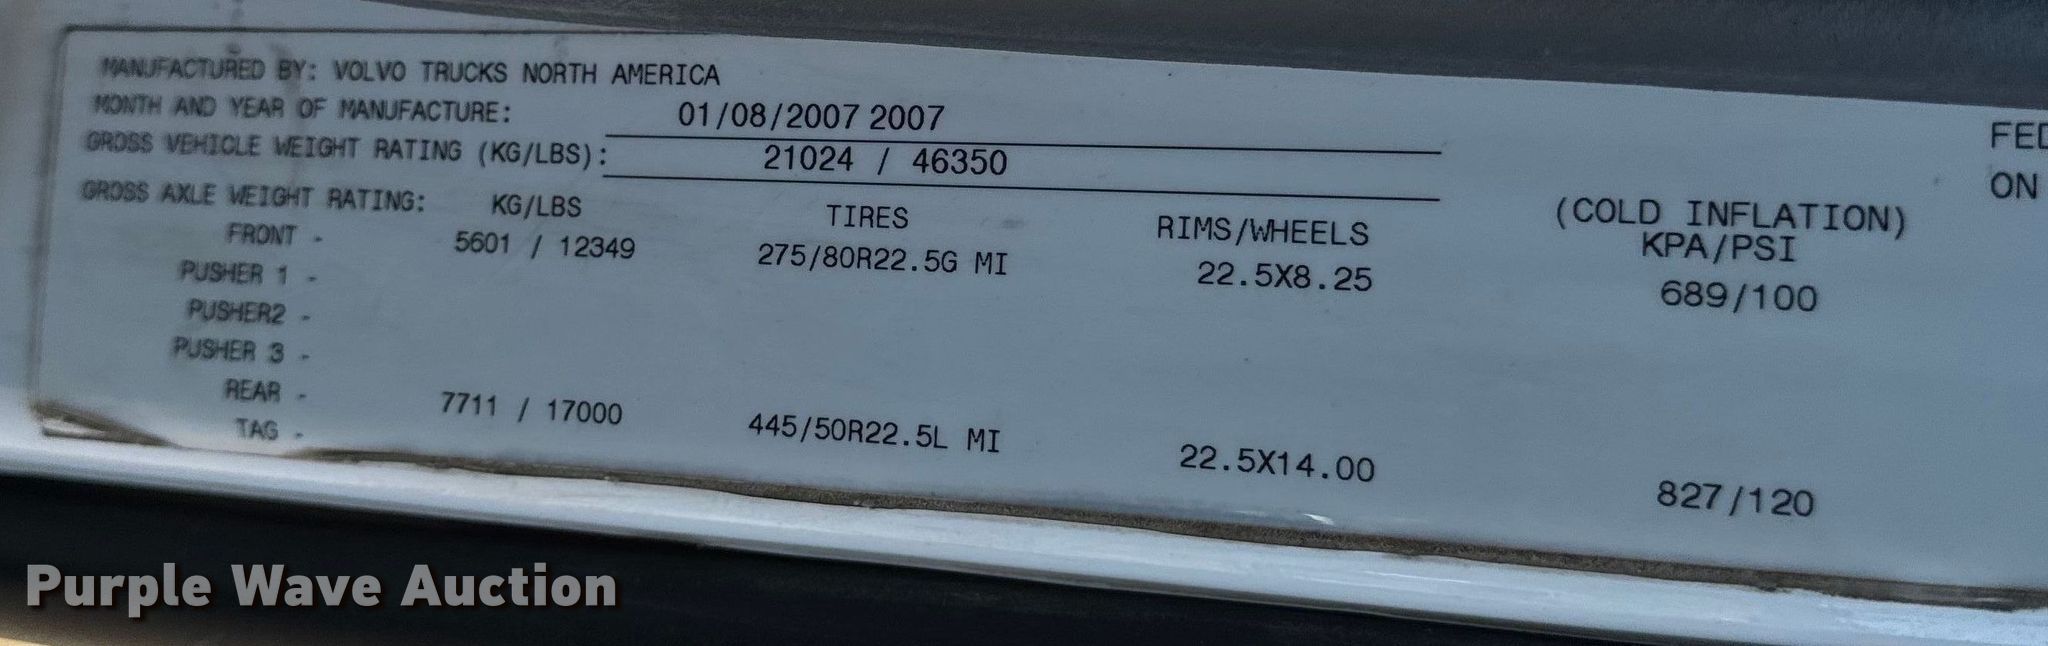 MANUFACTURED BY: VOLVO TRUCKS NORTH AMERICA
MONTH AND YEAR OF MANUFACTURE: 01/08/2007 2007
GROSS VEHICLE WEIGHT RATING (KG/LBS): 21024 / 46350
FED
ON
GROSS AXLE WEIGHT RATING: KG/LBS TIRES RIMS/WHEELS (COLD INFLATION) KPA/PSI
FRONT - 5601 / 12349 275/80R22.5G MI 22.5X8.25 689/100
PUSHER 1 -
PUSHER2 -
PUSHER 3 -
REAR - 7711 / 17000 445/50R22.5L MI 22.5X14.00 827/120
TAG -
Purple Wave Auction